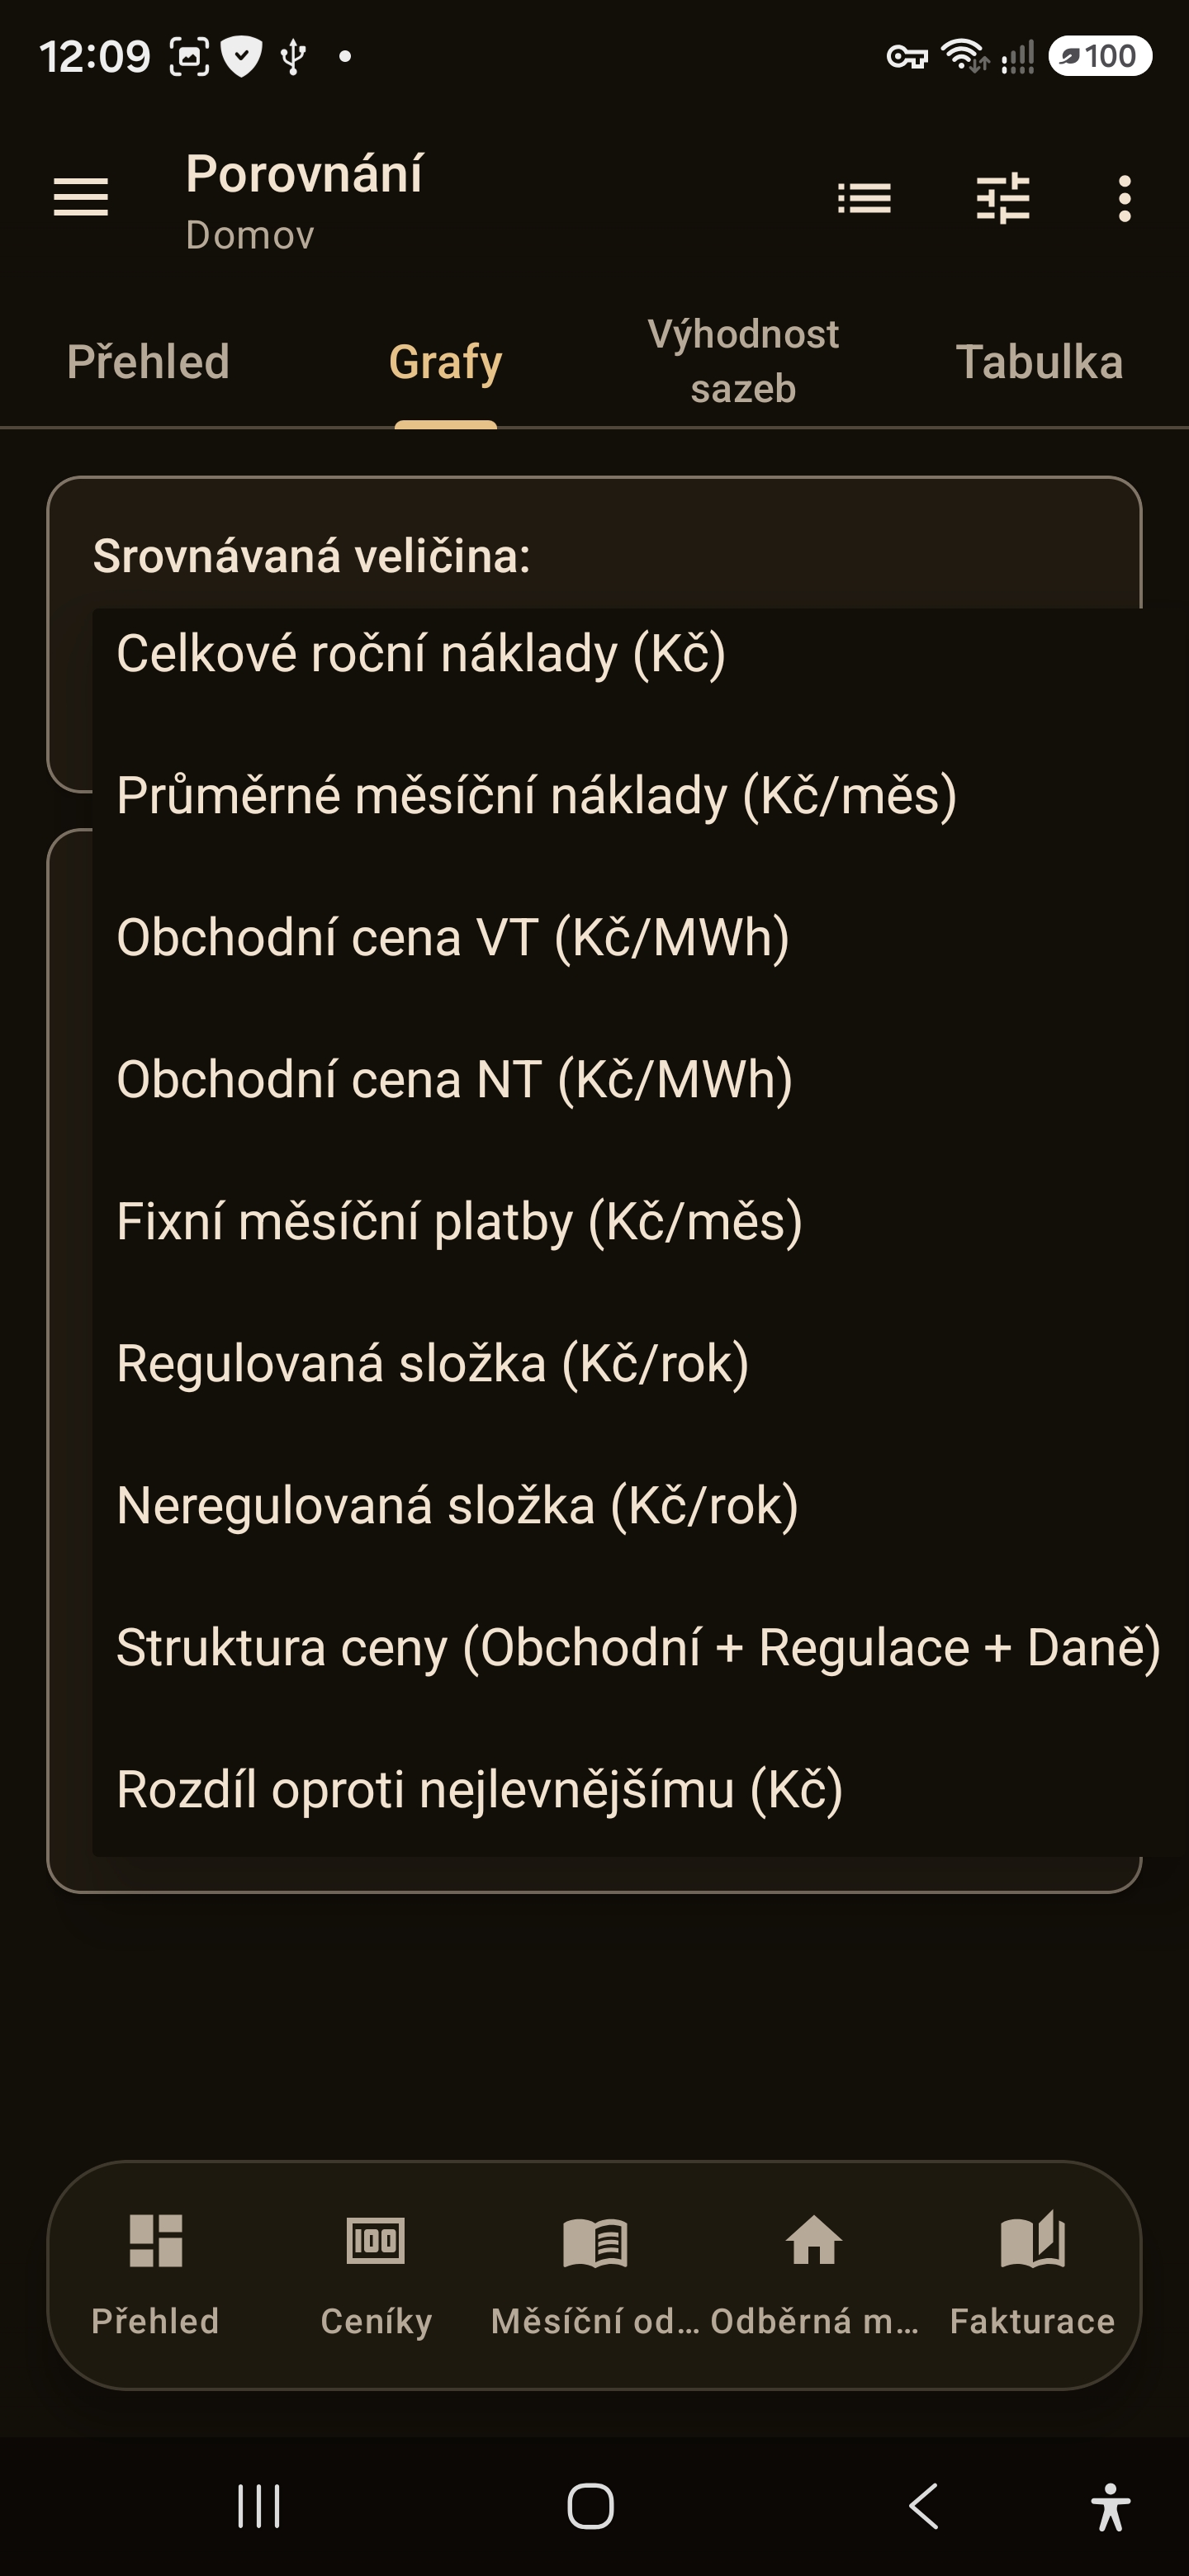 12:09
100
Porovnání
Domov
Přehled
Grafy
Výhodnost
sazeb
Tabulka
Srovnávaná veličina:
Celkové roční náklady (Kč)
Průměrné měsíční náklady (Kč/měs)
Obchodní cena VT (Kč/MWh)
Obchodní cena NT (Kč/MWh)
Fixní měsíční platby (Kč/měs)
Regulovaná složka (Kč/rok)
Neregulovaná složka (Kč/rok)
Struktura ceny (Obchodní + Regulace + Daně)
Rozdíl oproti nejlevnějšímu (Kč)
100
Přehled
Ceníky
Měsíční od...
Odběrná m...
Fakturace